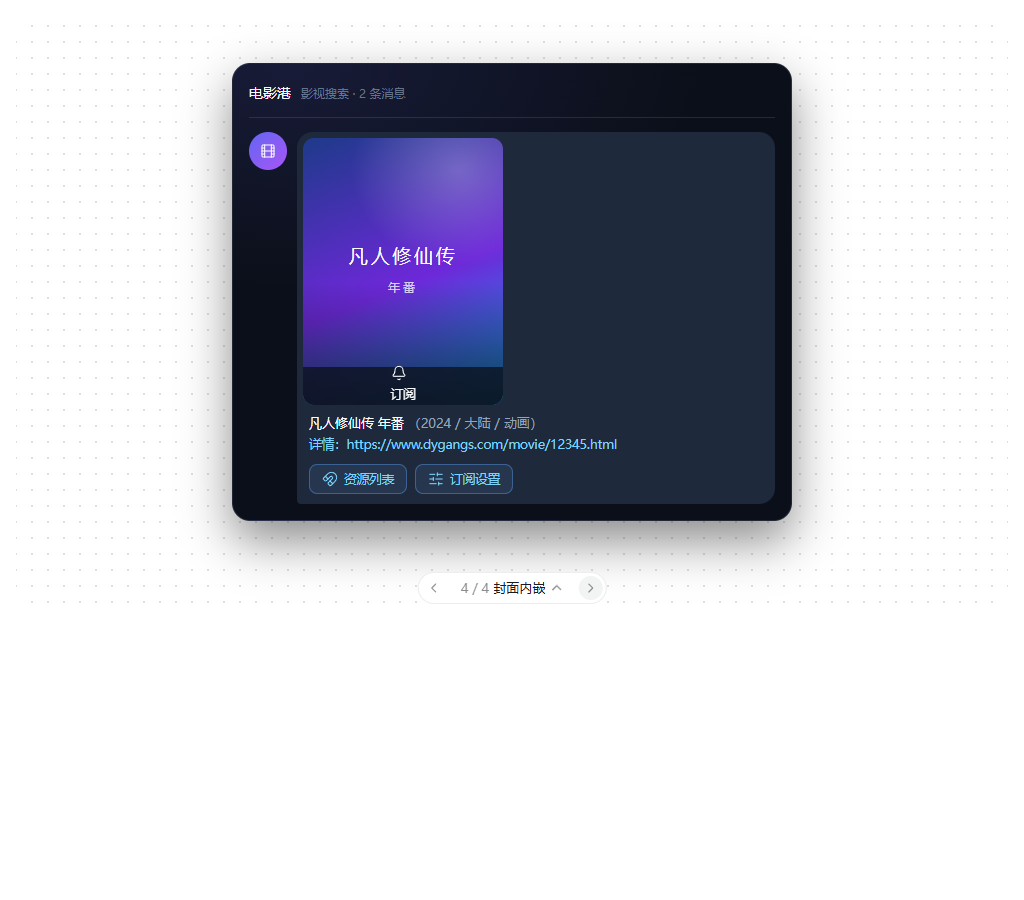 电影港 影视搜索 · 2 条消息
凡人修仙传
年番
订阅
凡人修仙传 年番 （2024 / 大陆 / 动画）
详情：https://www.dygangs.com/movie/12345.html
资源列表 订阅设置
4 / 4 封面内嵌